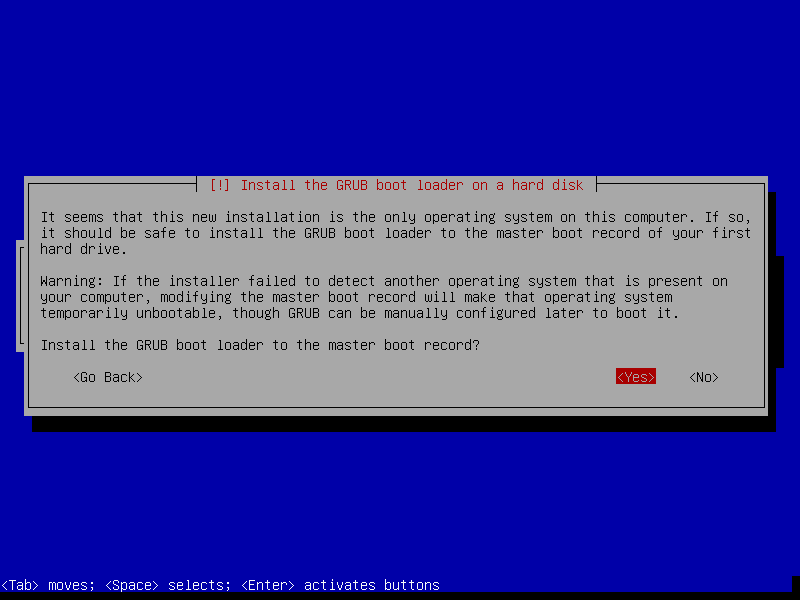 [!] Install the GRUB boot loader on a hard disk
It seems that this new installation is the only operating system on this computer. If so,
it should be safe to install the GRUB boot loader to the master boot record of your first
hard drive.
Warning: If the installer failed to detect another operating system that is present on
your computer, modifying the master boot record will make that operating system
temporarily unbootable, though GRUB can be manually configured later to boot it.
Install the GRUB boot loader to the master boot record?
<Go Back> <Yes> <No>
<Tab> moves; <Space> selects; <Enter> activates buttons